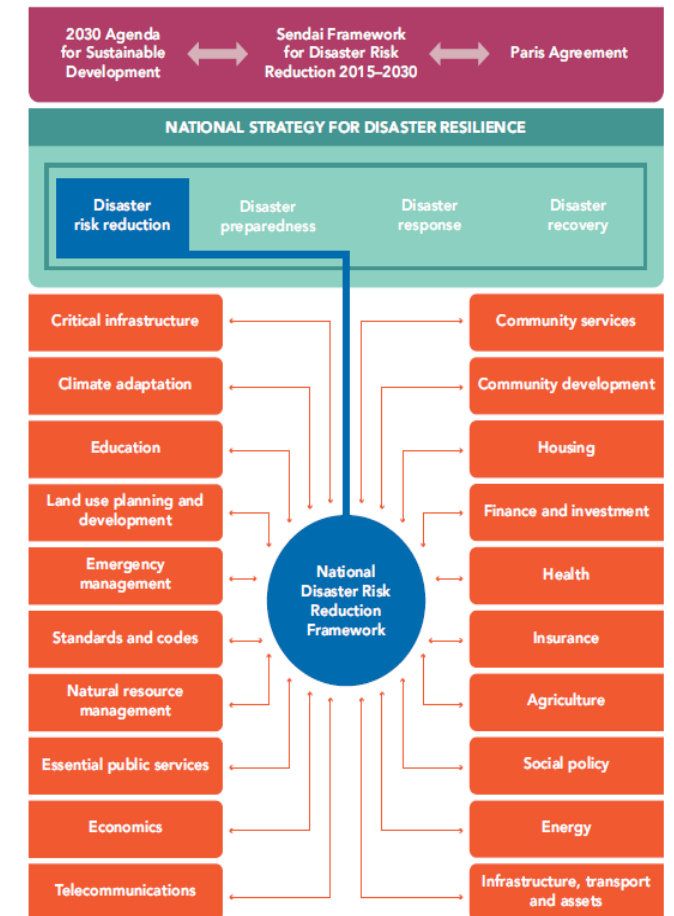 2030 Agenda
for Sustainable
Development
Sendai Framework
for Disaster Risk
Reduction 2015–2030
Paris Agreement
NATIONAL STRATEGY FOR DISASTER RESILIENCE
Disaster
risk reduction
Disaster
preparedness
Disaster
response
Disaster
recovery
Critical infrastructure
Climate adaptation
Education
Land use planning and
development
Emergency
management
Standards and codes
Natural resource
management
Essential public services
Economics
Telecommunications
National
Disaster Risk
Reduction
Framework
Community services
Community development
Housing
Finance and investment
Health
Insurance
Agriculture
Social policy
Energy
Infrastructure, transport
and assets